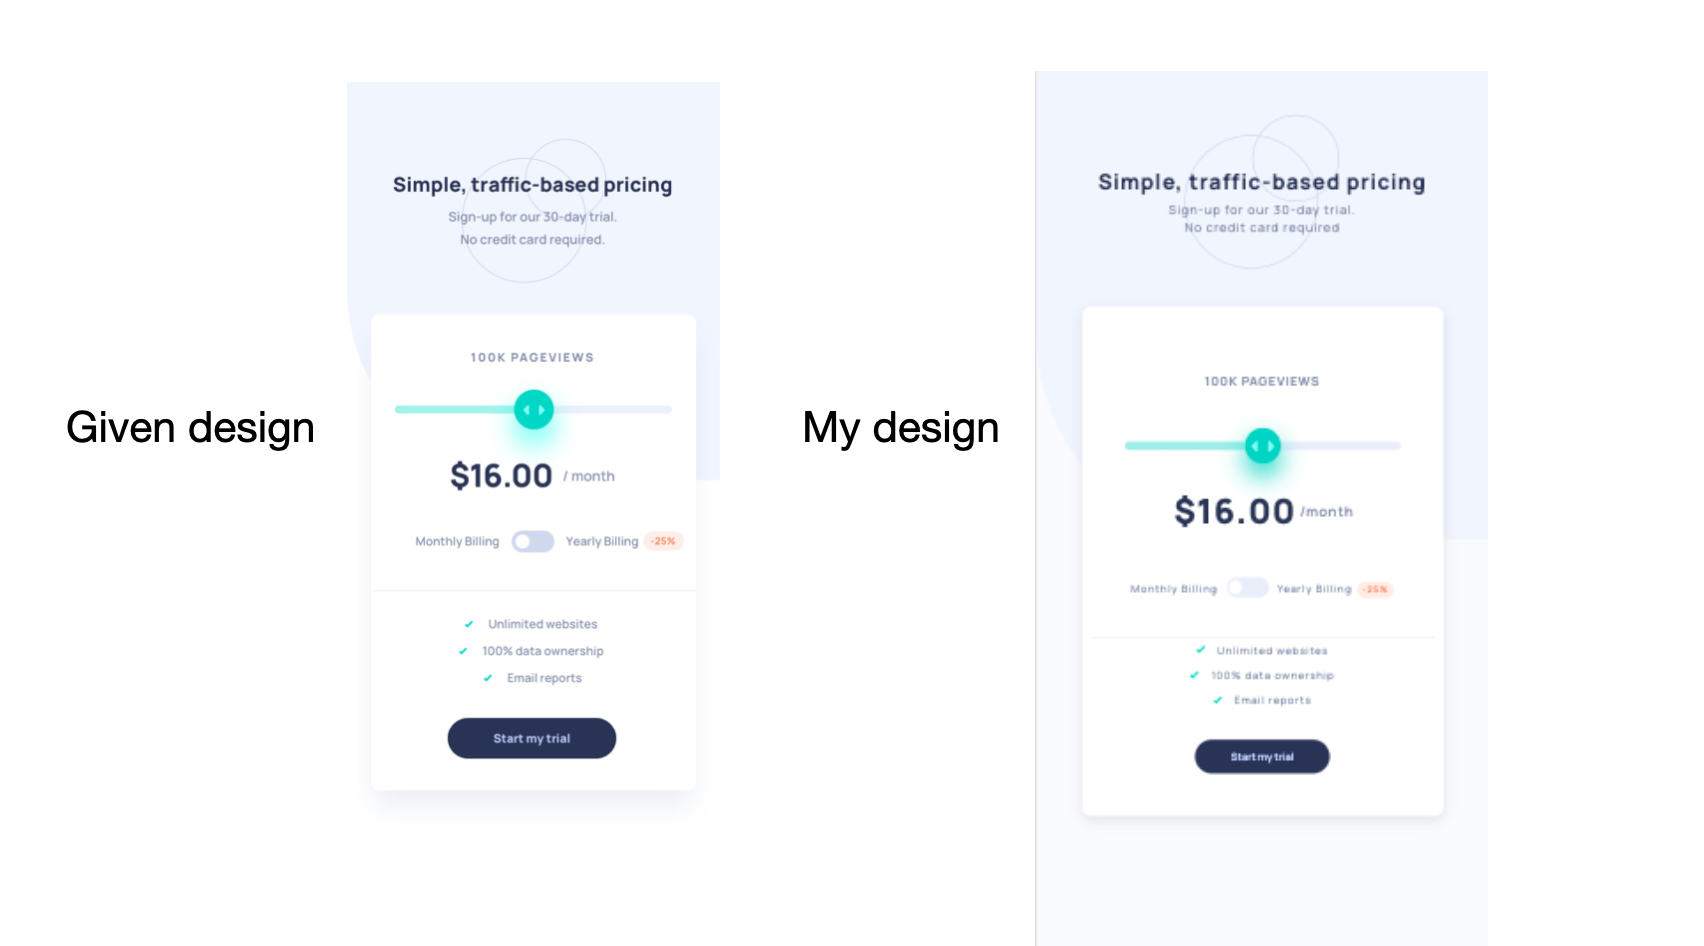 Given design
Simple, traffic-based pricing
Sign-up for our 30-day trial.
No credit card required.
100K PAGEVIEWS
$16.00 / month
Monthly Billing Yearly Billing -25%
Unlimited websites
100% data ownership
Email reports
Start my trial
My design
Simple, traffic-based pricing
Sign-up for our 30-day trial.
No credit card required
100K PAGEVIEWS
$16.00 /month
Monthly Billing Yearly Billing -25%
Unlimited websites
100% data ownership
Email reports
Start my trial